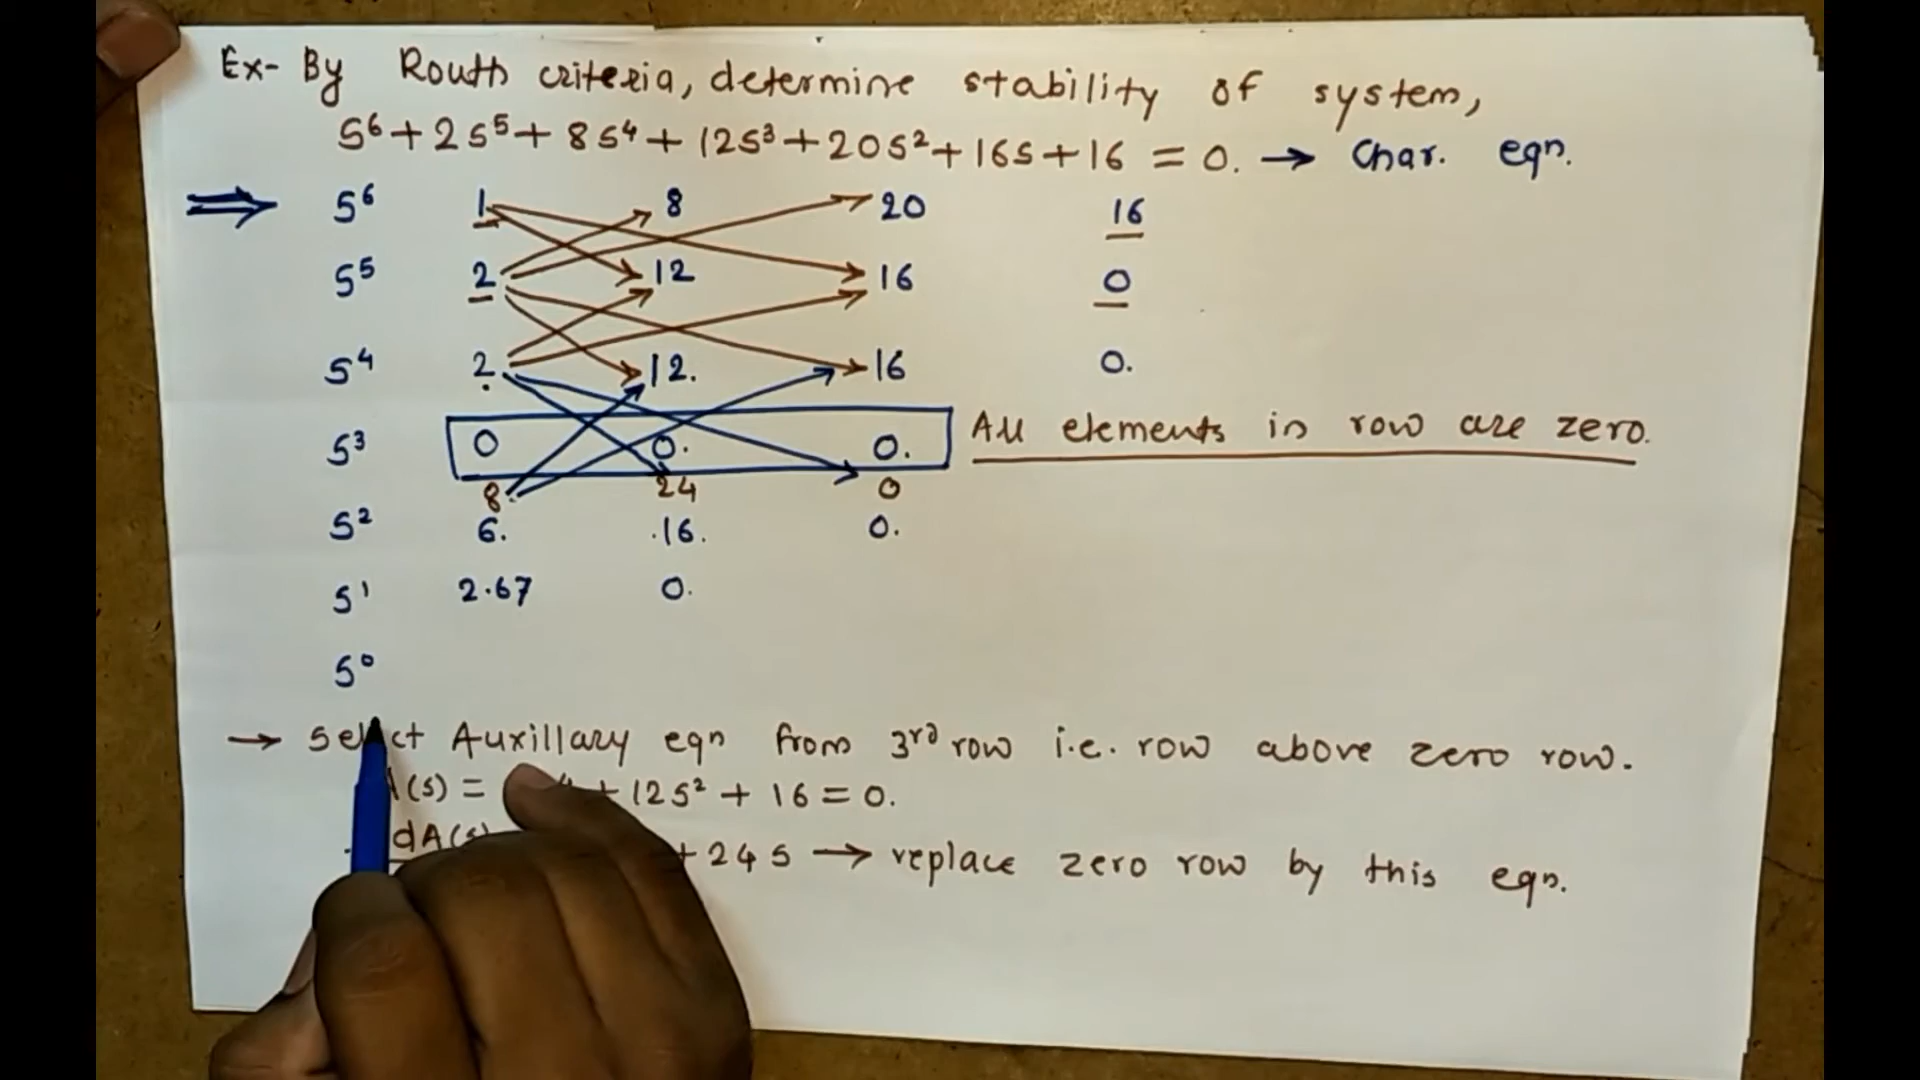 Ex- By Routh criteria, determine stability of system,
S⁶ + 2S⁵ + 8S⁴ + 12S³ + 20S² + 16S + 16 = 0. → Char. eqn.
⇒ S⁶ 1 8 20 16
S⁵ 2 12 16 0
S⁴ 2 12. 16 0.
S³ 0 0. 0. All elements in row are zero.
8 24 0
S² 6. .16. 0.
S¹ 2.67 0.
S⁰
→ Select Auxillary eqn from 3rd row i.e. row above zero row.
A(s) = + 12S² + 16 = 0.
dA(s) + 24S → replace zero row by this eqn.